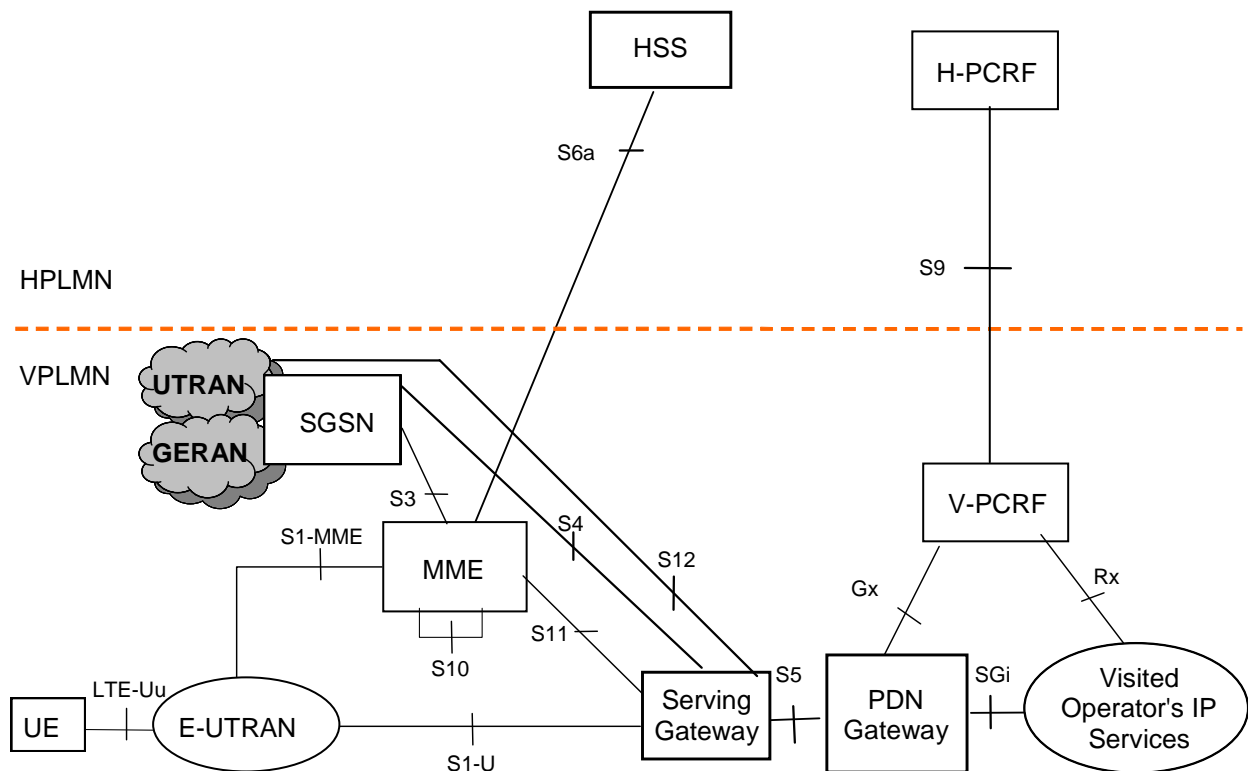 HSS
H-PCRF
S6a
S9
HPLMN
VPLMN
UTRAN
SGSN
GERAN
S3
V-PCRF
S4
S1-MME
MME
S12
Gx
Rx
S11
S10
LTE-Uu
S5
SGi
UE
E-UTRAN
Serving
Gateway
PDN
Gateway
Visited
Operator's IP
Services
S1-U